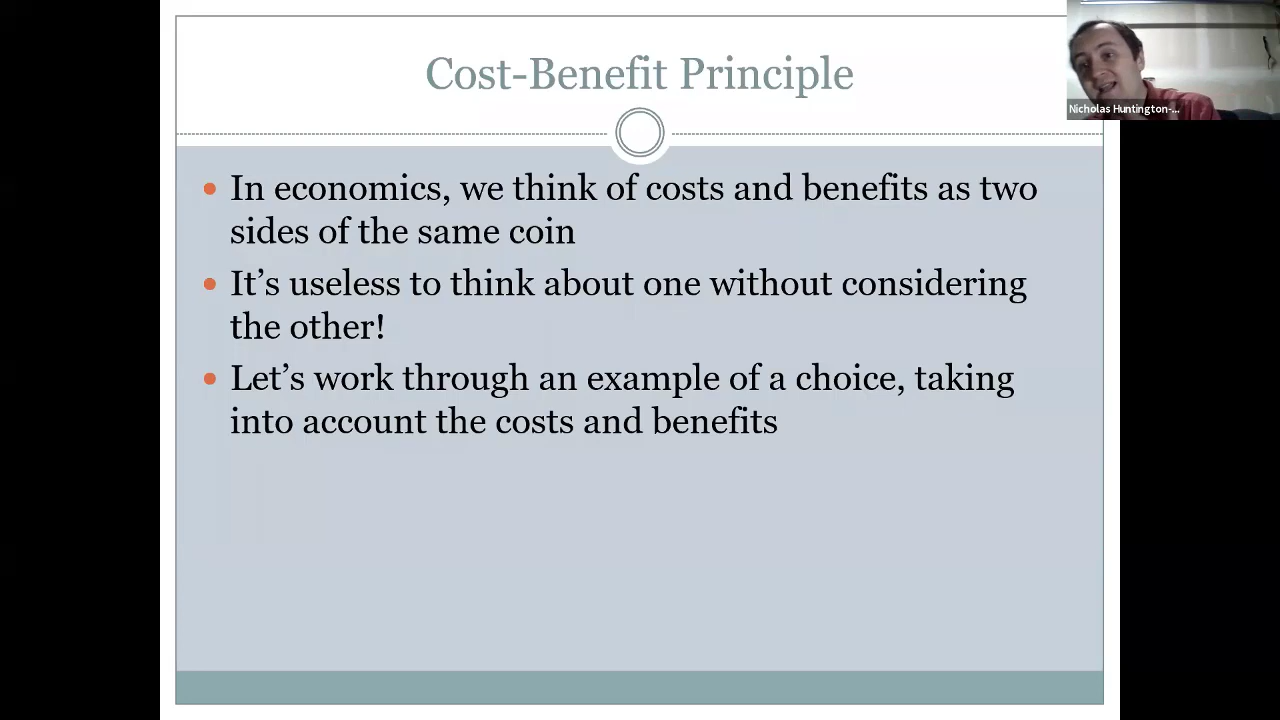 Cost-Benefit Principle
Nicholas Huntington-...
In economics, we think of costs and benefits as two
sides of the same coin
It’s useless to think about one without considering
the other!
Let’s work through an example of a choice, taking
into account the costs and benefits